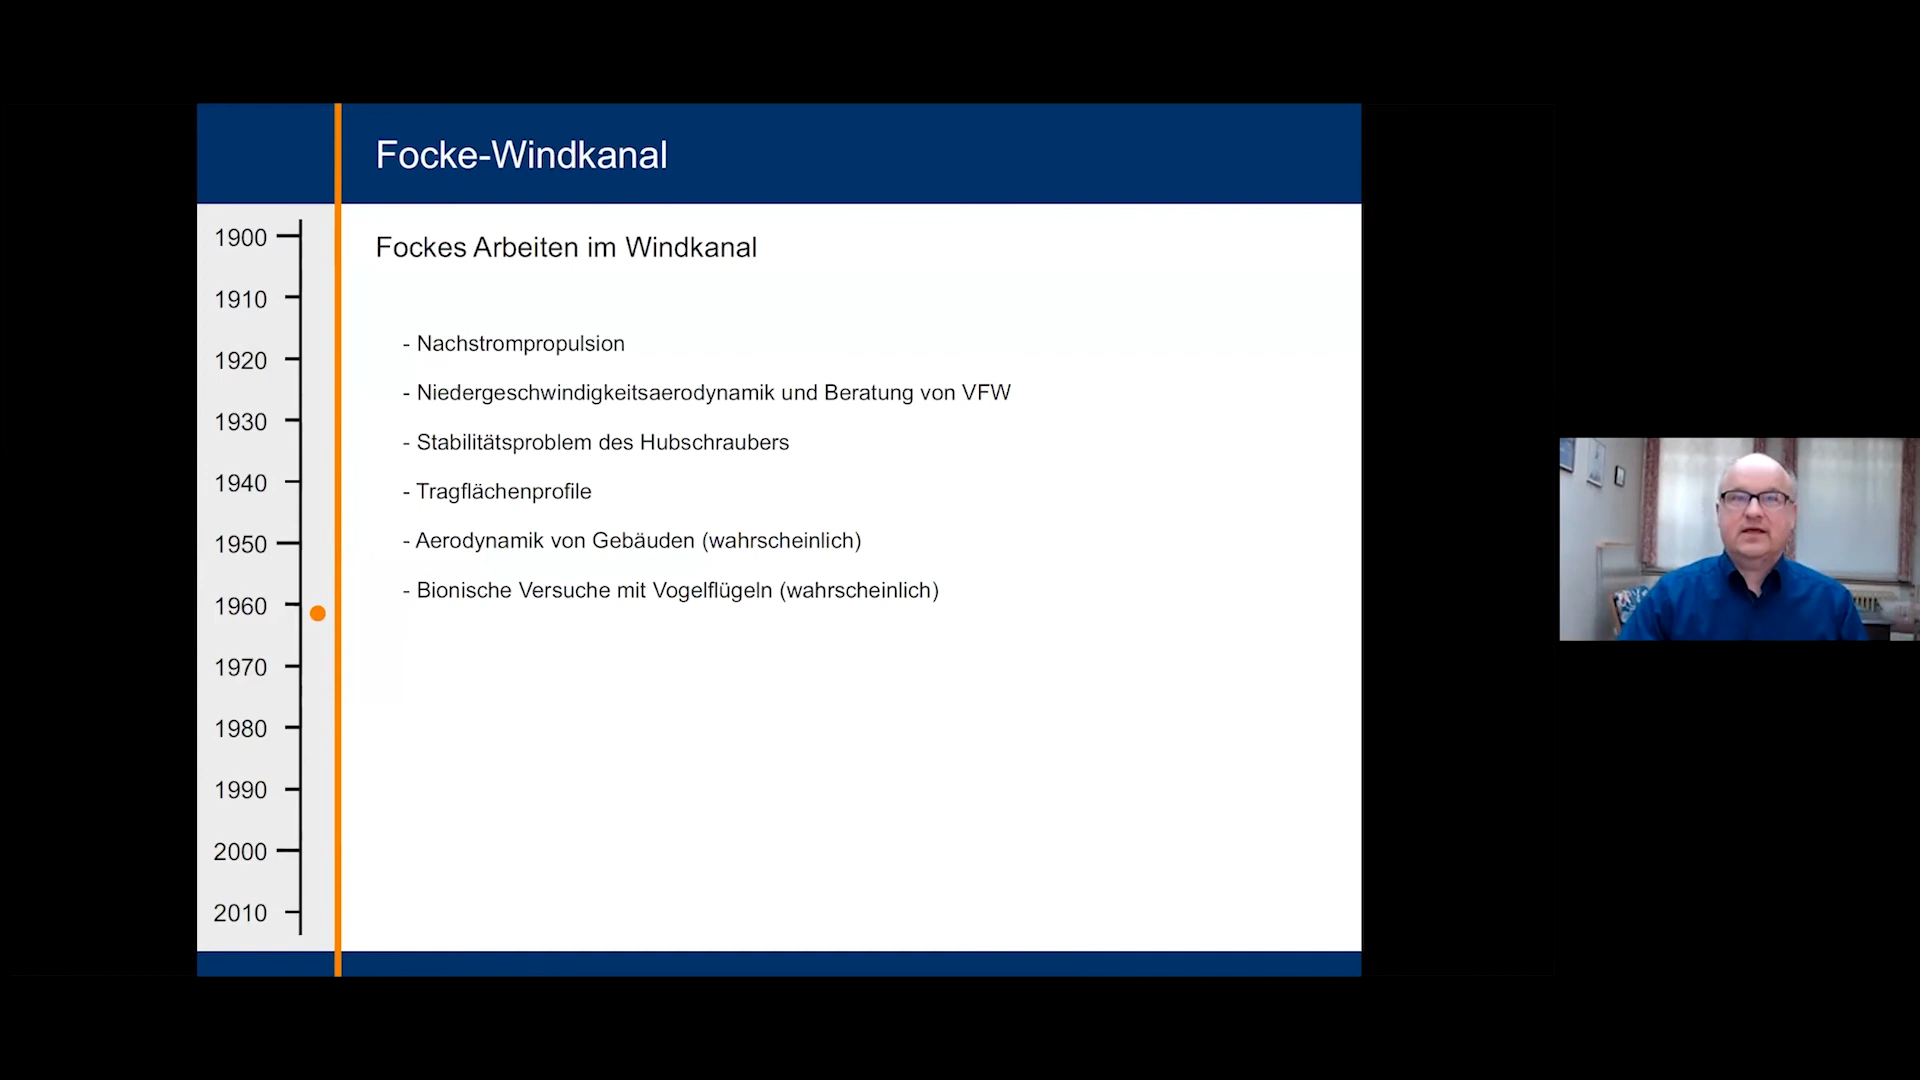 Focke-Windkanal
1900
1910
1920
1930
1940
1950
1960
1970
1980
1990
2000
2010
Fockes Arbeiten im Windkanal
- Nachstrompropulsion
- Niedergeschwindigkeitsaerodynamik und Beratung von VFW
- Stabilitätsproblem des Hubschraubers
- Tragflächenprofile
- Aerodynamik von Gebäuden (wahrscheinlich)
- Bionische Versuche mit Vogelflügeln (wahrscheinlich)